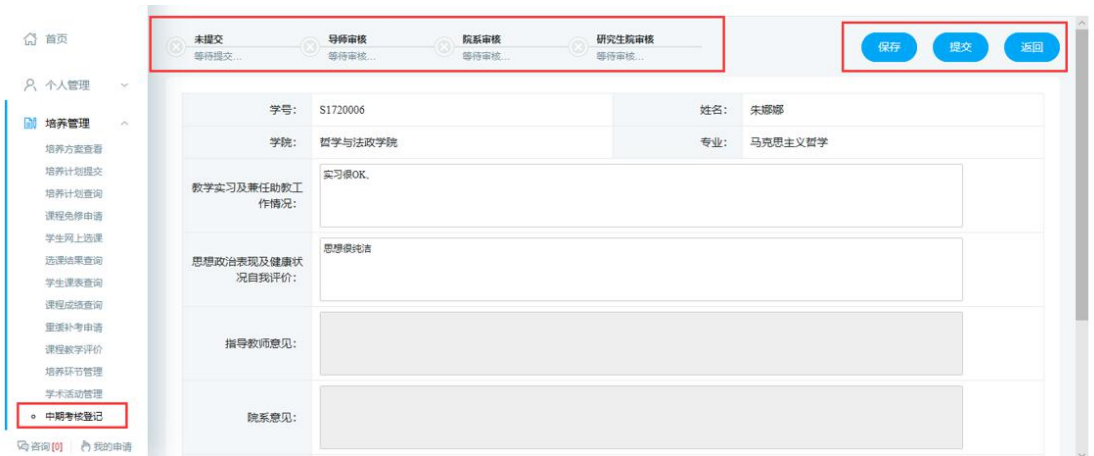 首页
个人管理
培养管理
培养方案查看
培养计划提交
培养计划查询
课程免修申请
学生网上选课
选课结果查询
学生课表查询
课程成绩查询
重缓补考申请
课程教学评价
培养环节管理
学术活动管理
中期考核登记
咨询[0] 我的申请
未提交 导师审核 院系审核 研究生院审核
等待提交... 等待审核... 等待审核... 等待审核...
保存 提交 返回
学号: S1720006 姓名: 朱娜娜
学院: 哲学与法政学院 专业: 马克思主义哲学
教学实习及兼任助教工
作情况:
实习很OK。
思想政治表现及健康状
况自我评价:
思想很纯洁
指导教师意见:
院系意见: